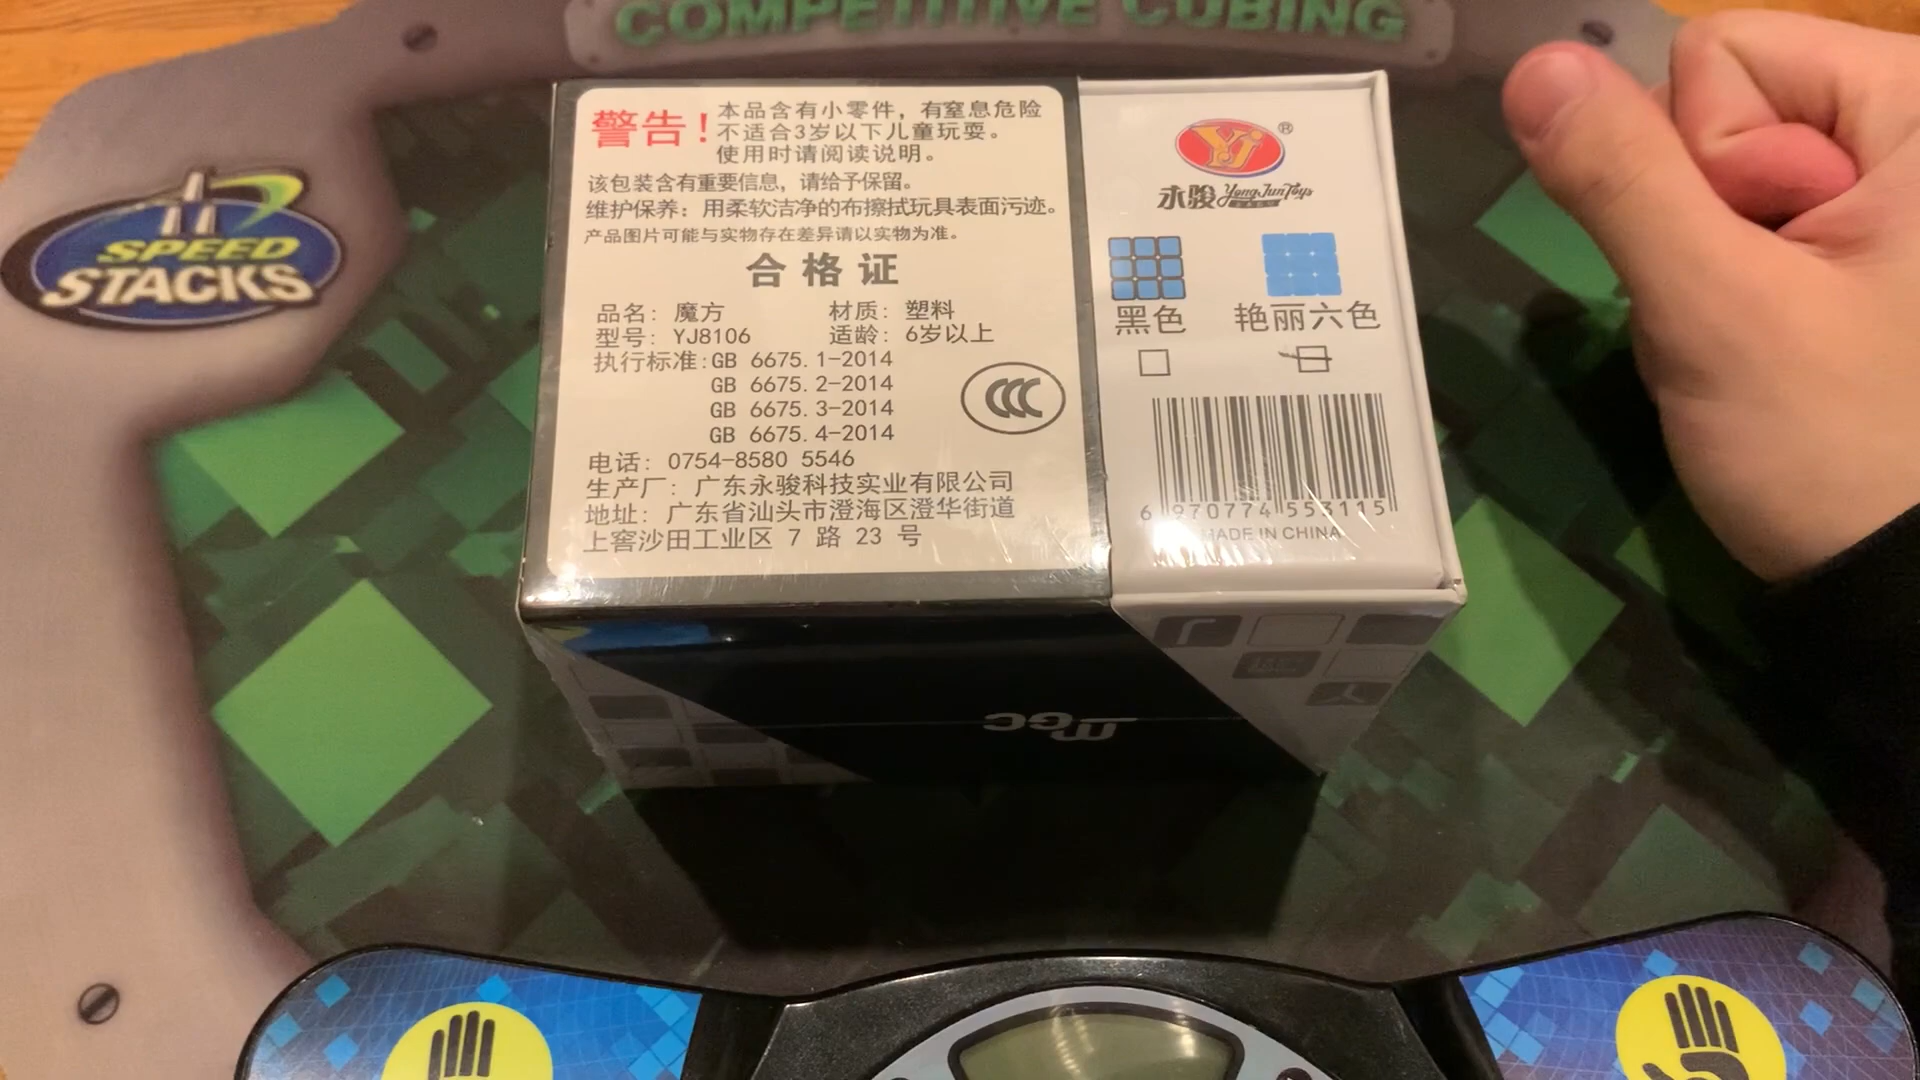 COMPETITIVE CUBING
SPEED
STACKS
警告！
本品含有小零件，有窒息危险
不适合3岁以下儿童玩耍。
使用时请阅读说明。
该包装含有重要信息，请给予保留。
维护保养：用柔软洁净的布擦拭玩具表面污迹。
产品图片可能与实物存在差异请以实物为准。
合格证
品名：魔方 材质：塑料
型号：YJ8106 适龄：6岁以上
执行标准:GB 6675.1-2014
GB 6675.2-2014
GB 6675.3-2014
GB 6675.4-2014
CCC
电话：0754-8580 5546
生产厂：广东永骏科技实业有限公司
地址：广东省汕头市澄海区澄华街道
上窖沙田工业区 7 路 23 号
YJ®
永骏 YongJunToys
黑色 艳丽六色
6 970774 553115
MADE IN CHINA
MGC